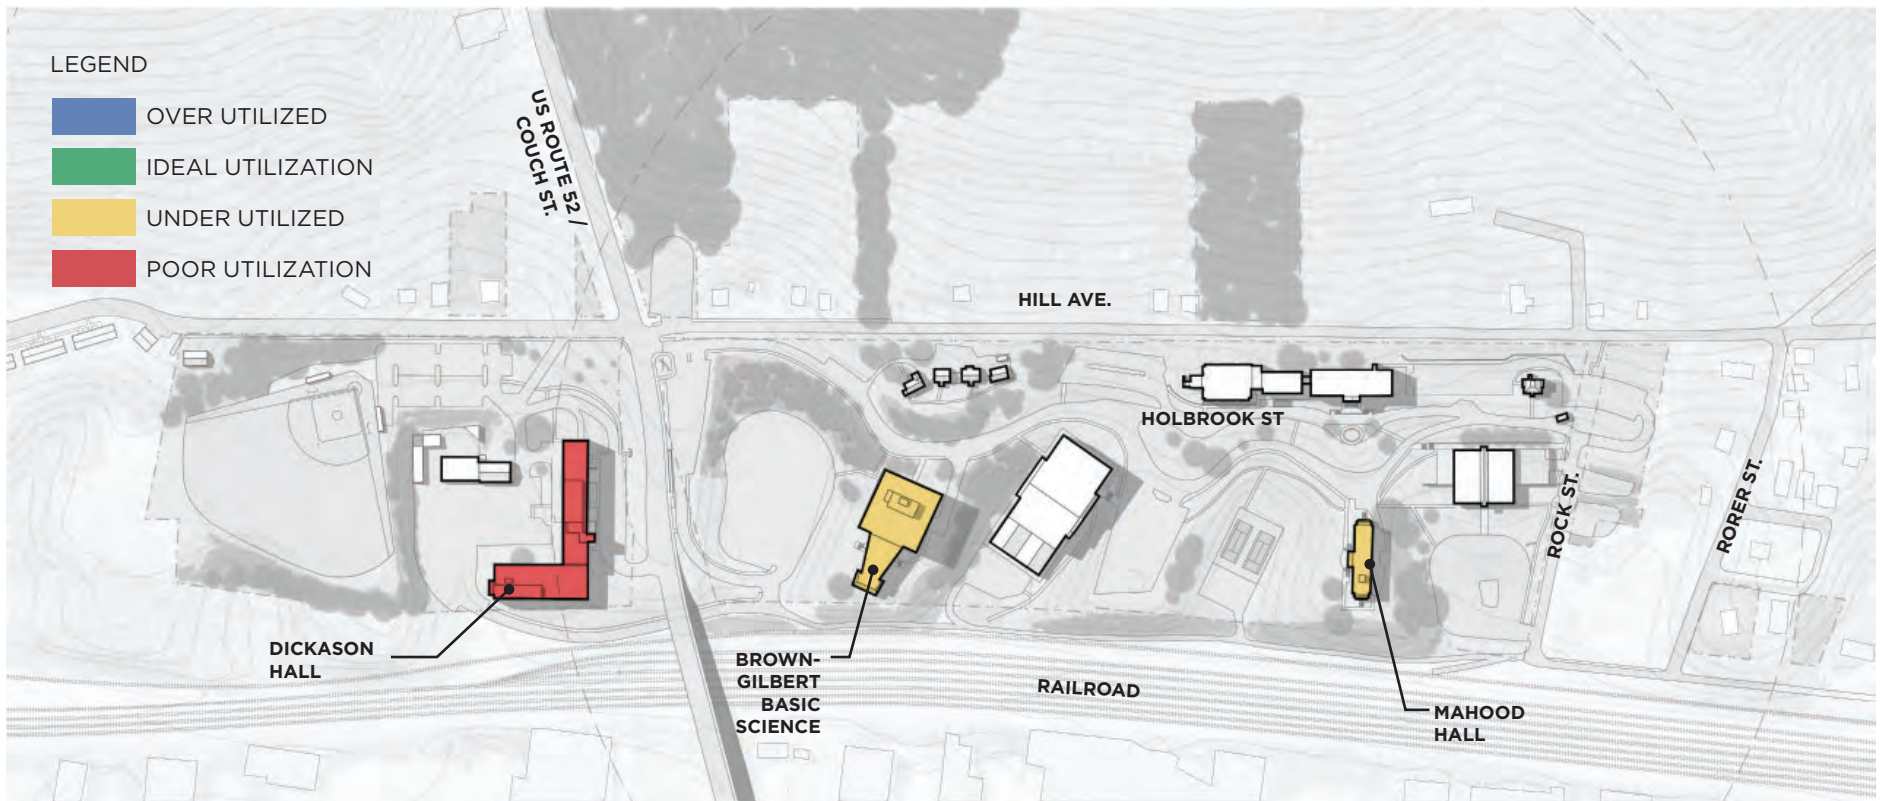 LEGEND
OVER UTILIZED
IDEAL UTILIZATION
UNDER UTILIZED
POOR UTILIZATION
US ROUTE 52 /
COUCH ST.
HILL AVE.
HOLBROOK ST
ROCK ST.
RORER ST.
DICKASON
HALL
BROWN-
GILBERT
BASIC
SCIENCE
RAILROAD
MAHOOD
HALL